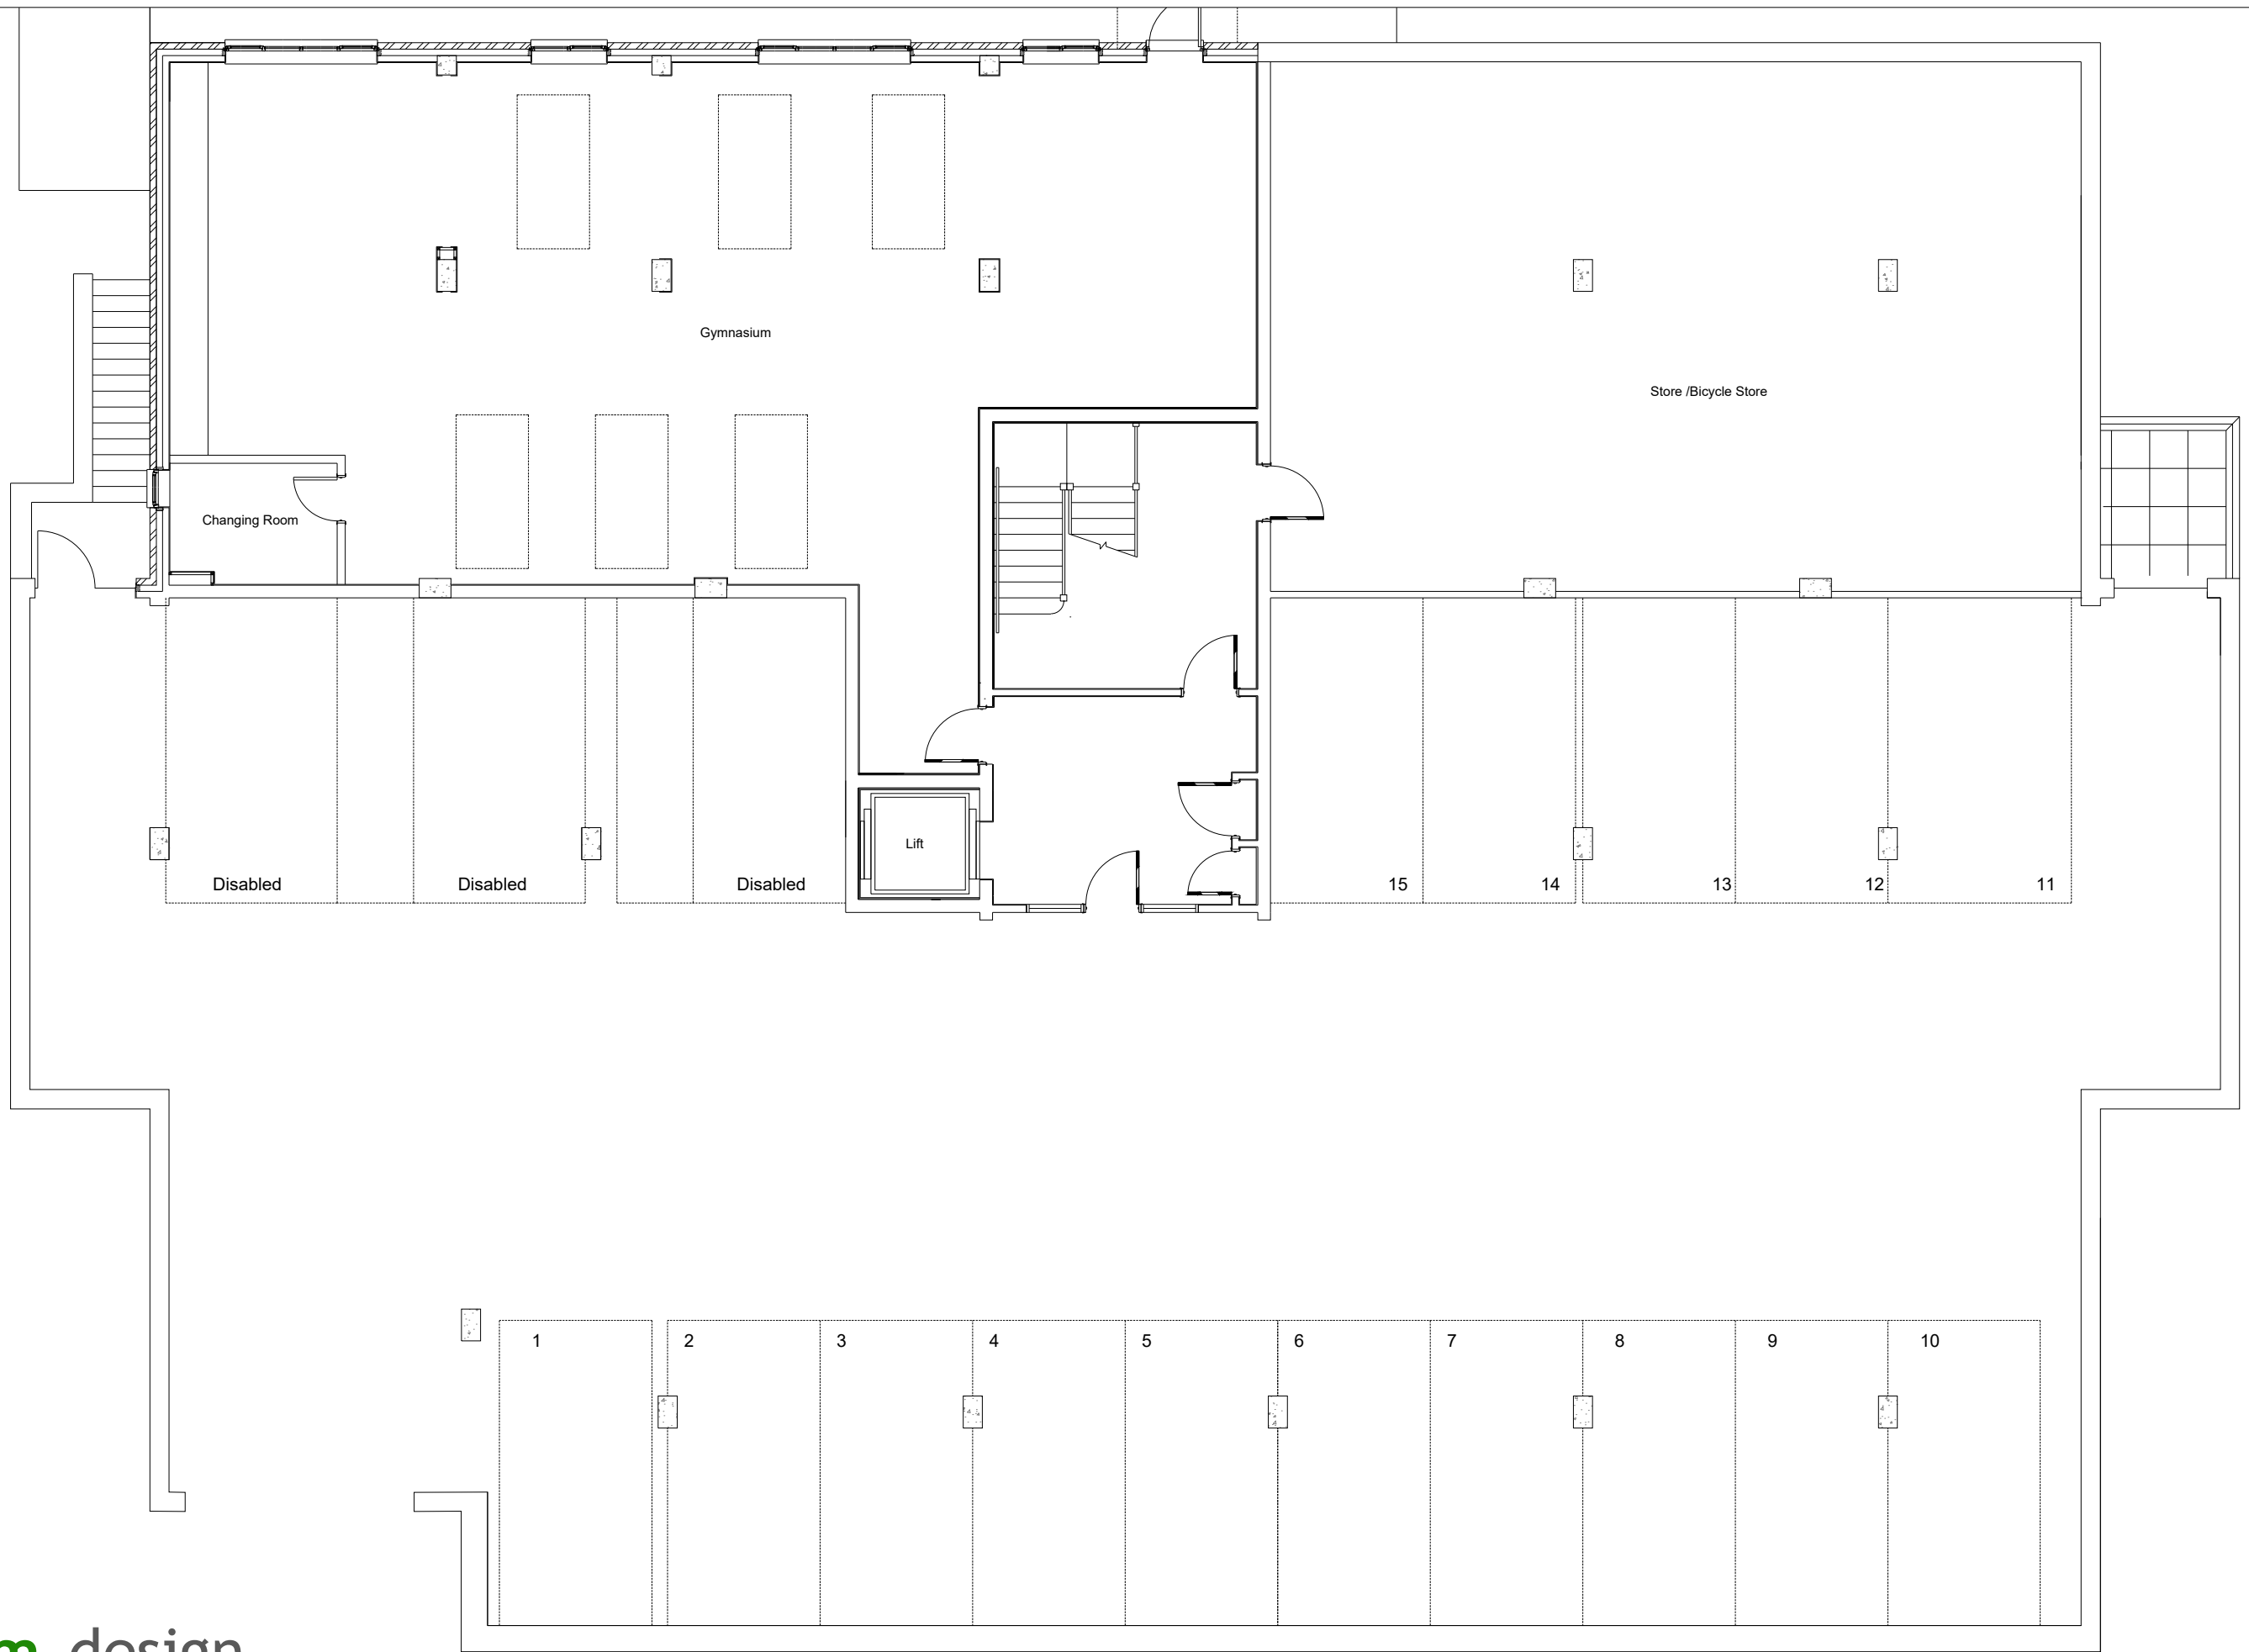 Gymnasium
Store /Bicycle Store
Changing Room
Lift
Disabled
Disabled
Disabled
15
14
13
12
11
1
2
3
4
5
6
7
8
9
10
design